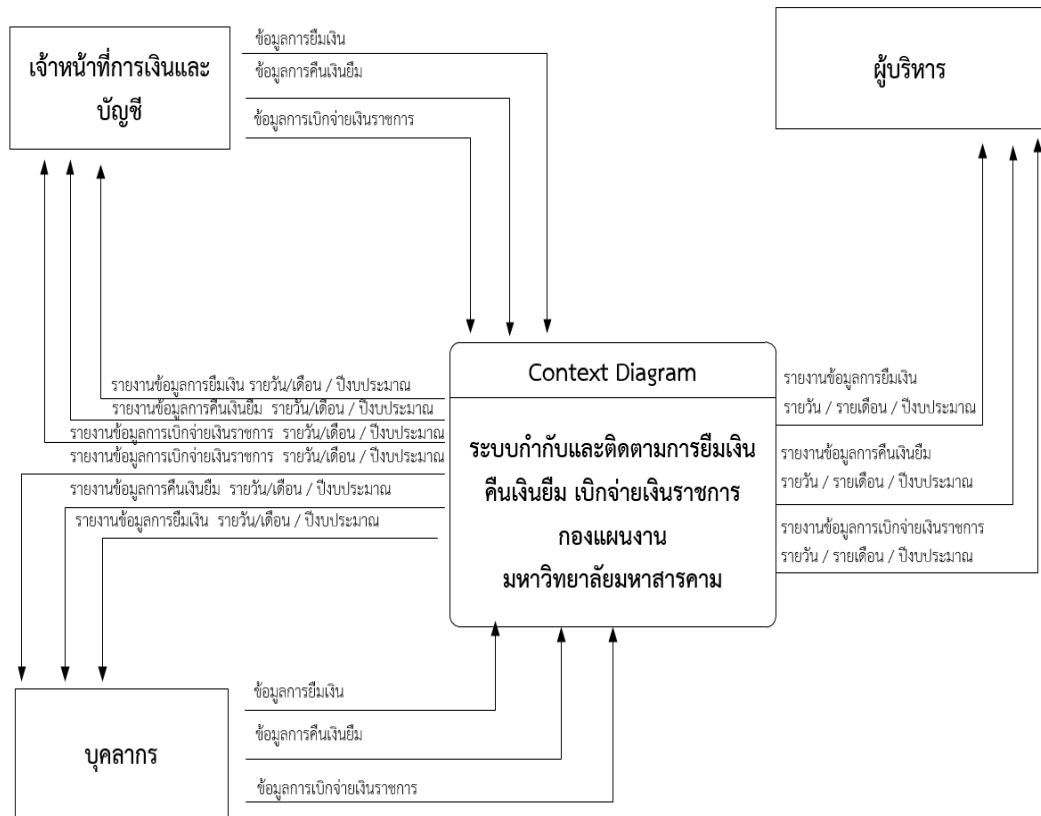 เจ้าหน้าที่การเงินและ
บัญชี
ข้อมูลการยืมเงิน
ข้อมูลการคืนเงินยืม
ข้อมูลการเบิกจ่ายเงินราชการ
ผู้บริหาร
รายงานข้อมูลการยืมเงิน รายวัน/เดือน / ปีงบประมาณ
รายงานข้อมูลการคืนเงินยืม รายวัน/เดือน / ปีงบประมาณ
รายงานข้อมูลการเบิกจ่ายเงินราชการ รายวัน/เดือน / ปีงบประมาณ
รายงานข้อมูลการเบิกจ่ายเงินราชการ รายวัน/เดือน / ปีงบประมาณ
รายงานข้อมูลการคืนเงินยืม รายวัน/เดือน / ปีงบประมาณ
รายงานข้อมูลการยืมเงิน รายวัน/เดือน / ปีงบประมาณ
Context Diagram
ระบบกำกับและติดตามการยืมเงิน
คืนเงินยืม เบิกจ่ายเงินราชการ
กองแผนงาน
มหาวิทยาลัยมหาสารคาม
รายงานข้อมูลการยืมเงิน
รายวัน / รายเดือน / ปีงบประมาณ
รายงานข้อมูลการคืนเงินยืม
รายวัน / รายเดือน / ปีงบประมาณ
รายงานข้อมูลการเบิกจ่ายเงินราชการ
รายวัน / รายเดือน / ปีงบประมาณ
บุคลากร
ข้อมูลการยืมเงิน
ข้อมูลการคืนเงินยืม
ข้อมูลการเบิกจ่ายเงินราชการ